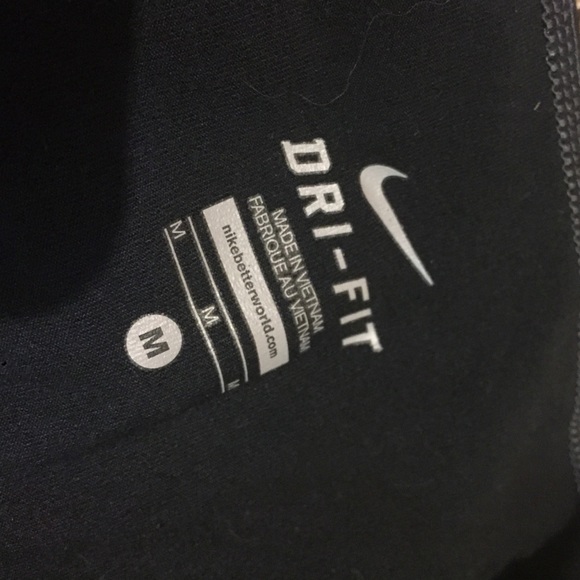 DRI-FIT
MADE IN VIETNAM
FABRIQUE AU VIETNAM
nikebetterworld.com
M M M
M